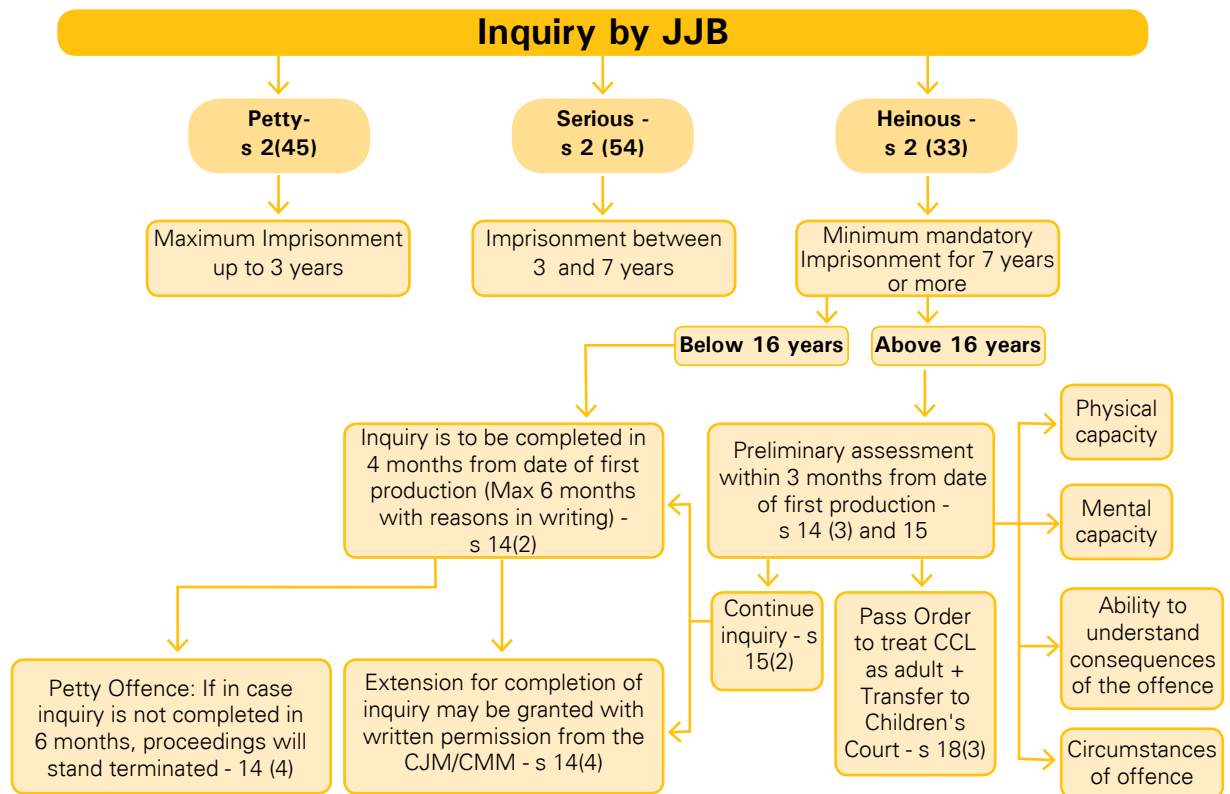 Inquiry by JJB
Petty-
s 2(45)
Serious -
s 2 (54)
Heinous -
s 2 (33)
Maximum Imprisonment
up to 3 years
Imprisonment between
3 and 7 years
Minimum mandatory
Imprisonment for 7 years
or more
Below 16 years
Above 16 years
Inquiry is to be completed in
4 months from date of first
production (Max 6 months
with reasons in writing) -
s 14(2)
Preliminary assessment
within 3 months from date
of first production -
s 14 (3) and 15
Physical
capacity
Mental
capacity
Ability to
understand
consequences
of the offence
Circumstances
of offence
Continue
inquiry - s
15(2)
Pass Order
to treat CCL
as adult +
Transfer to
Children's
Court - s 18(3)
Petty Offence: If in case
inquiry is not completed in
6 months, proceedings will
stand terminated - 14 (4)
Extension for completion of
inquiry may be granted with
written permission from the
CJM/CMM - s 14(4)